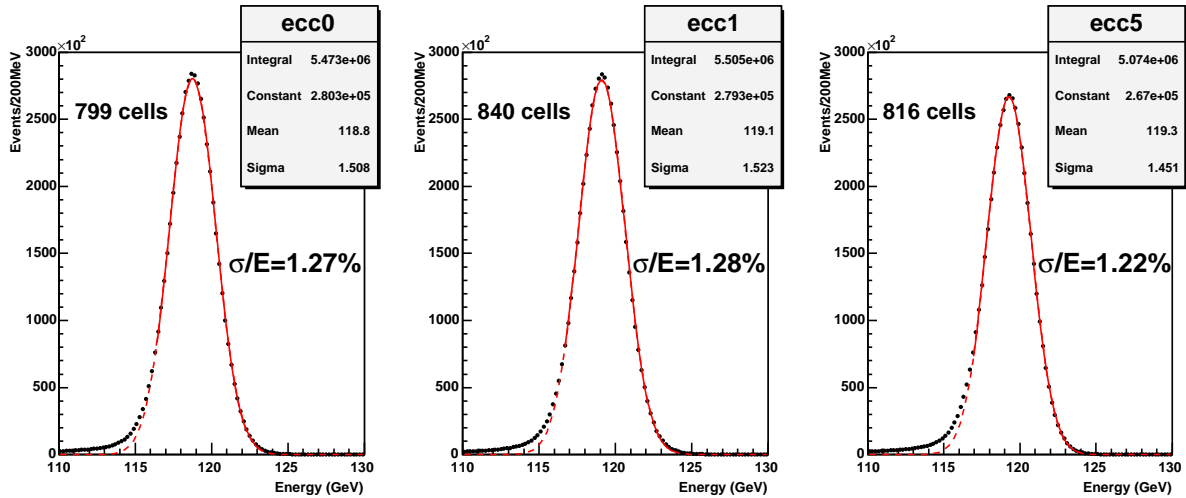 ecc0
Integral 5.473e+06
Constant 2.803e+05
Mean 118.8
Sigma 1.508
×10²
Events/200MeV
3000
2500
2000
1500
1000
500
0
799 cells
σ/E=1.27%
110 115 120 125 130
Energy (GeV)
ecc1
Integral 5.505e+06
Constant 2.793e+05
Mean 119.1
Sigma 1.523
×10²
Events/200MeV
3000
2500
2000
1500
1000
500
0
840 cells
σ/E=1.28%
110 115 120 125 130
Energy (GeV)
ecc5
Integral 5.074e+06
Constant 2.67e+05
Mean 119.3
Sigma 1.451
×10²
Events/200MeV
3000
2500
2000
1500
1000
500
0
816 cells
σ/E=1.22%
110 115 120 125 130
Energy (GeV)